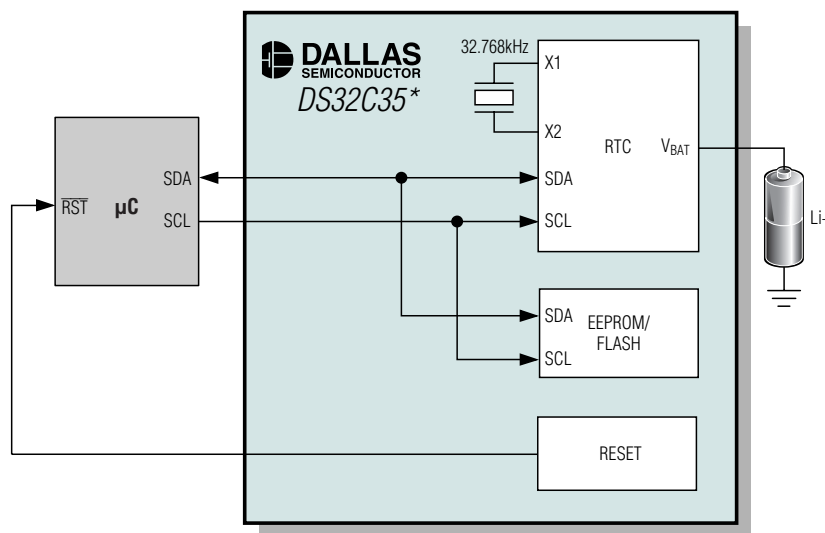 DALLAS
SEMICONDUCTOR
DS32C35*
32.768kHz
X1
X2
RTC
VBAT
SDA
SCL
Li-
RST
µC
SDA
SCL
SDA
SCL
EEPROM/
FLASH
RESET